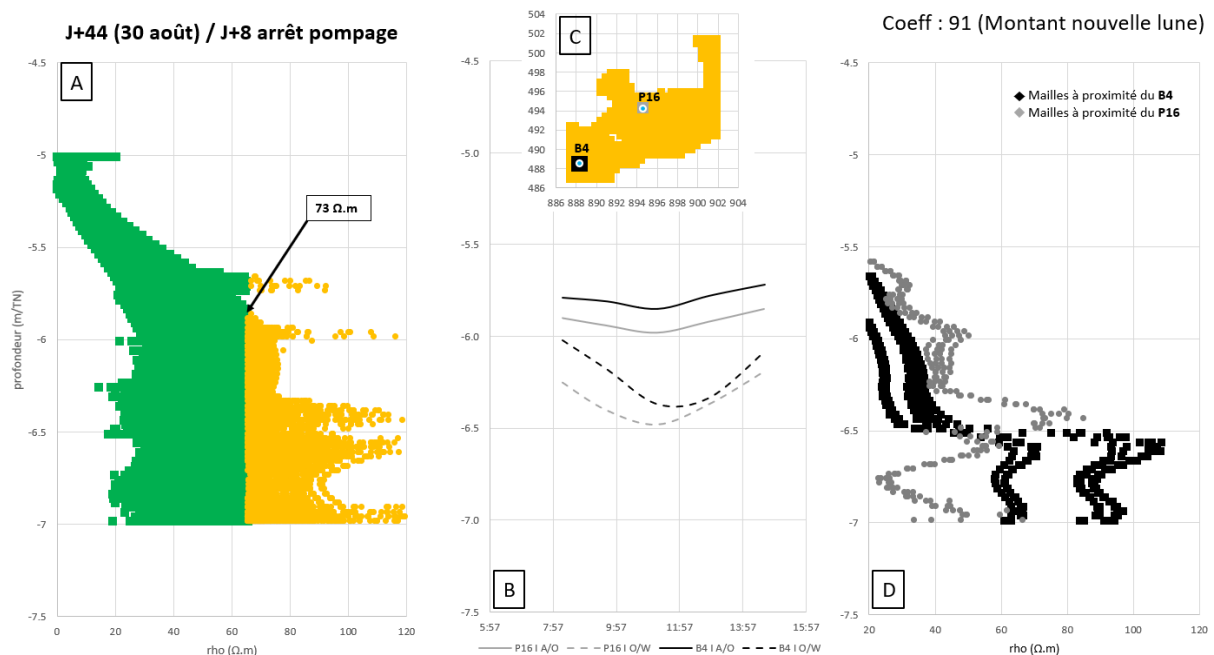 J+44 (30 août) / J+8 arrêt pompage
Coeff : 91 (Montant nouvelle lune)
A
-4.5
-5
-5.5
-6
-6.5
-7
-7.5
profondeur (m/TN)
73 Ω.m
0 20 40 60 80 100 120
rho (Ω.m)
C
504
502
500
498
496
494
492
490
488
486
P16
B4
886 888 890 892 894 896 898 900 902 904
B
-4.5
-5.0
-5.5
-6.0
-6.5
-7.0
-7.5
5:57 7:57 9:57 11:57 13:57 15:57
P16 I A/O P16 I O/W B4 I A/O B4 I O/W
-4.5
-5
-5.5
-6
-6.5
-7
-7.5
Mailles à proximité du B4
Mailles à proximité du P16
D
20 40 60 80 100 120
rho (Ω.m)